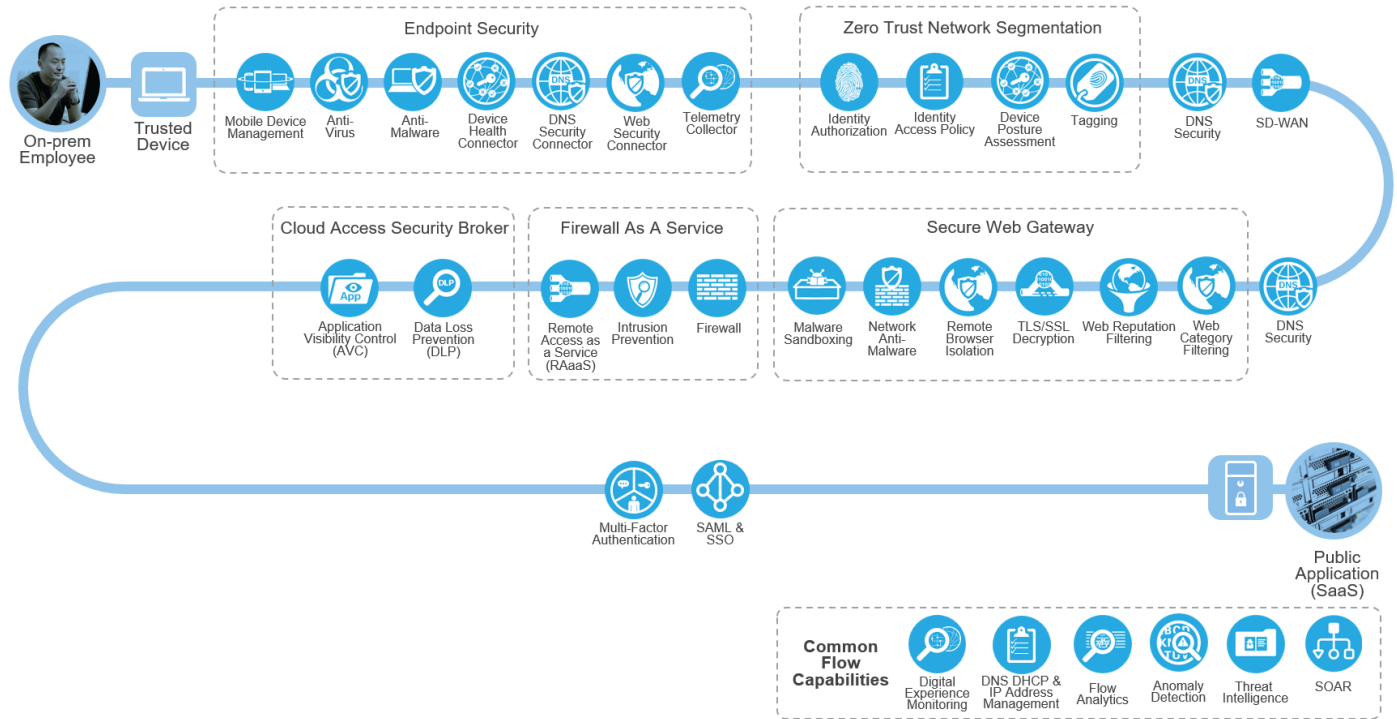 Endpoint Security
Zero Trust Network Segmentation
On-prem
Employee
Trusted
Device
Mobile Device
Management
Anti-
Virus
Anti-
Malware
Device
Health
Connector
DNS
DNS
Security
Connector
Web
Security
Connector
Telemetry
Collector
Identity
Authorization
Identity
Access Policy
Device
Posture
Assessment
Tagging
DNS
DNS
Security
SD-WAN
Cloud Access Security Broker
Firewall As A Service
Secure Web Gateway
App
Application
Visibility Control
(AVC)
DLP
Data Loss
Prevention
(DLP)
Remote
Access as
a Service
(RAaaS)
Intrusion
Prevention
Firewall
Malware
Sandboxing
Network
Anti-
Malware
Remote
Browser
Isolation
TLS/SSL
Decryption
Web Reputation
Filtering
Web
Category
Filtering
DNS
DNS
Security
Multi-Factor
Authentication
SAML &
SSO
Public
Application
(SaaS)
Common
Flow
Capabilities
Digital
Experience
Monitoring
DNS DHCP &
IP Address
Management
Flow
Analytics
Anomaly
Detection
Threat
Intelligence
SOAR